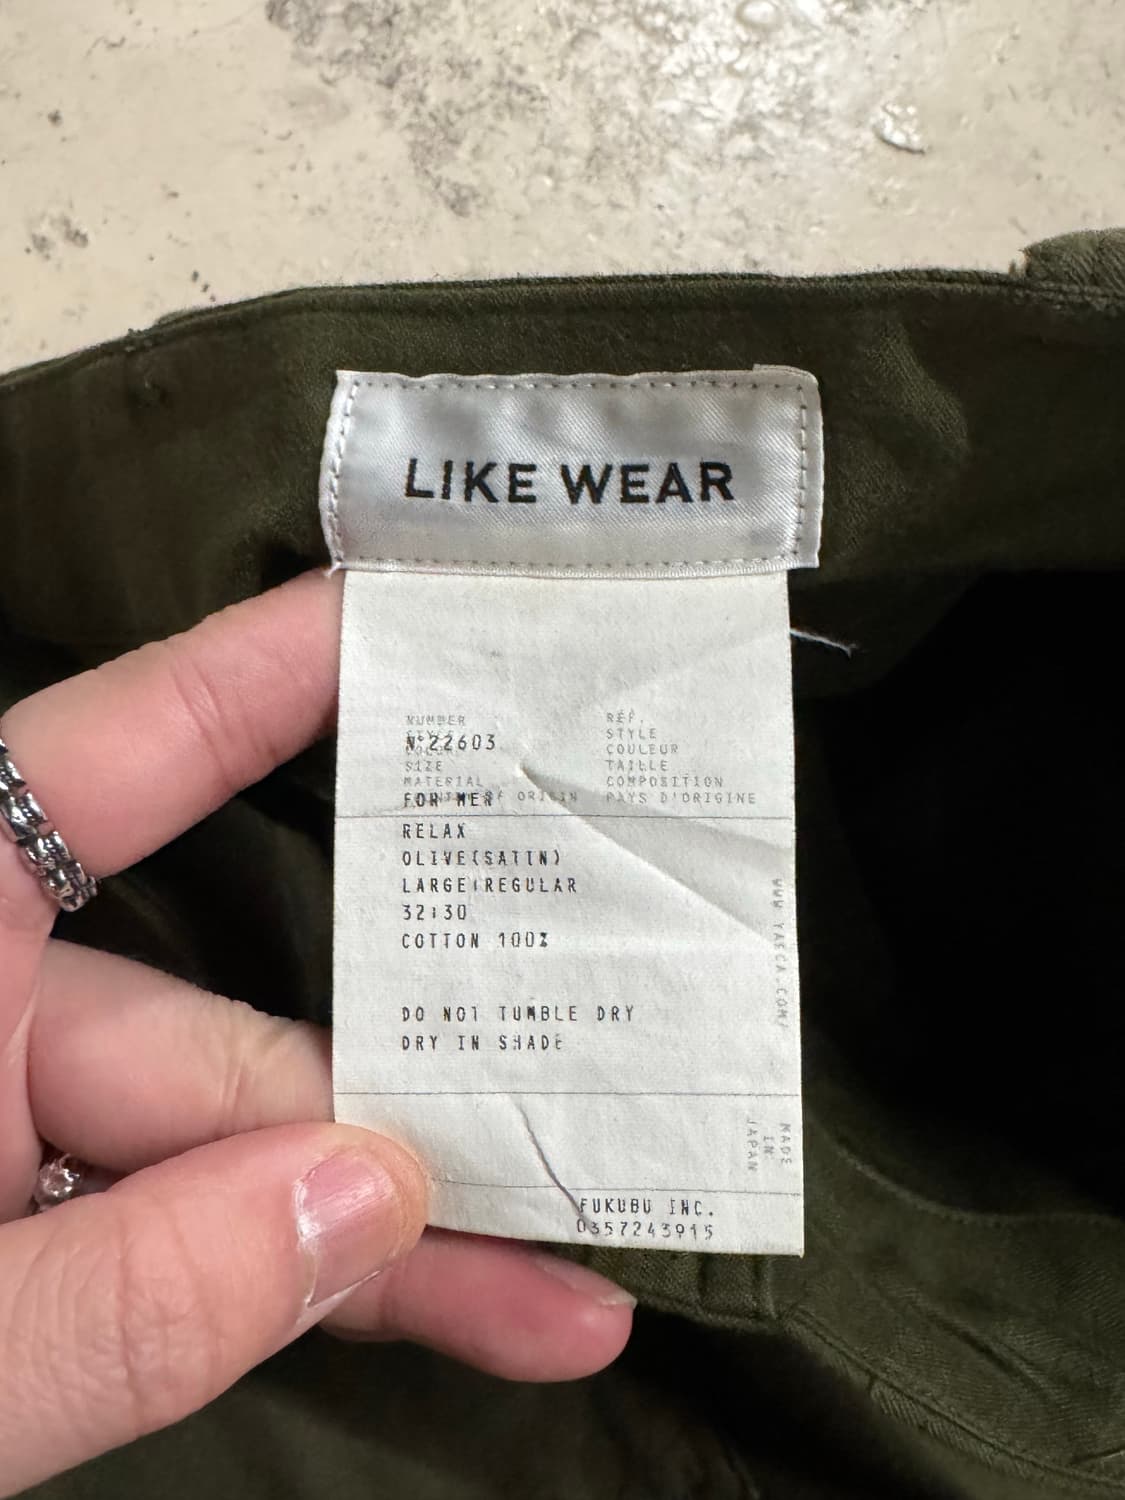 LIKE WEAR
NUMBER RÉF.
STYLE
N°22603
COULEUR
SIZE TAILLE
MATERIAL COMPOSITION
FOR MEN
OF ORIGIN PAYS D'ORIGINE
RELAX
OLIVE(SATIN)
LARGE:REGULAR
32:30
COTTON 100%
DO NOT TUMBLE DRY
DRY IN SHADE
WWW YAECA.COM/
MADE
IN
JAPAN
FUKUBU INC.
0357243915